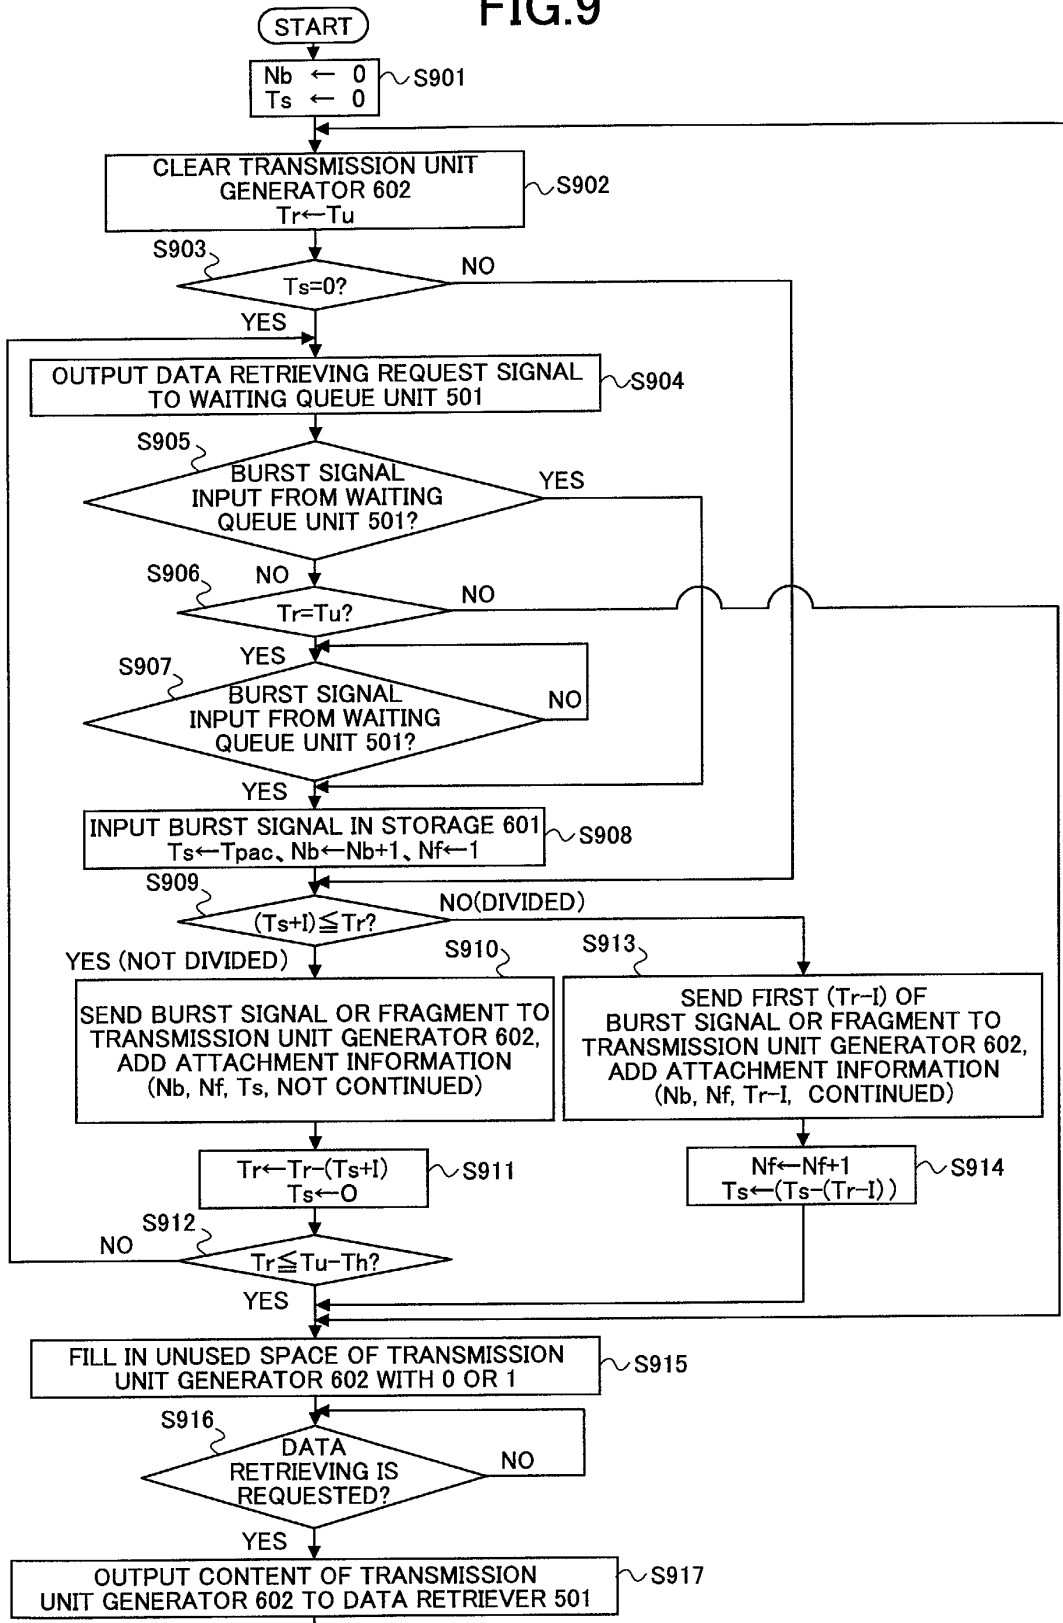 FIG.9
START
Nb ← 0
Ts ← 0
S901
CLEAR TRANSMISSION UNIT
GENERATOR 602
Tr←Tu
S902
S903
Ts=0?
NO
YES
OUTPUT DATA RETRIEVING REQUEST SIGNAL
TO WAITING QUEUE UNIT 501
S904
S905
BURST SIGNAL
INPUT FROM WAITING
QUEUE UNIT 501?
YES
NO
S906
Tr=Tu?
NO
YES
S907
BURST SIGNAL
INPUT FROM WAITING
QUEUE UNIT 501?
NO
YES
INPUT BURST SIGNAL IN STORAGE 601
Ts←Tpac、Nb←Nb+1、Nf←1
S908
S909
(Ts+I)≦Tr?
NO(DIVIDED)
YES (NOT DIVIDED)
S910
SEND BURST SIGNAL OR FRAGMENT TO
TRANSMISSION UNIT GENERATOR 602,
ADD ATTACHMENT INFORMATION
(Nb, Nf, Ts, NOT CONTINUED)
S913
SEND FIRST (Tr-I) OF
BURST SIGNAL OR FRAGMENT TO
TRANSMISSION UNIT GENERATOR 602,
ADD ATTACHMENT INFORMATION
(Nb, Nf, Tr-I, CONTINUED)
Tr←Tr-(Ts+I)
Ts←O
S911
Nf←Nf+1
Ts←(Ts-(Tr-I))
S914
S912
Tr≦Tu-Th?
NO
YES
FILL IN UNUSED SPACE OF TRANSMISSION
UNIT GENERATOR 602 WITH 0 OR 1
S915
S916
DATA
RETRIEVING IS
REQUESTED?
NO
YES
OUTPUT CONTENT OF TRANSMISSION
UNIT GENERATOR 602 TO DATA RETRIEVER 501
S917